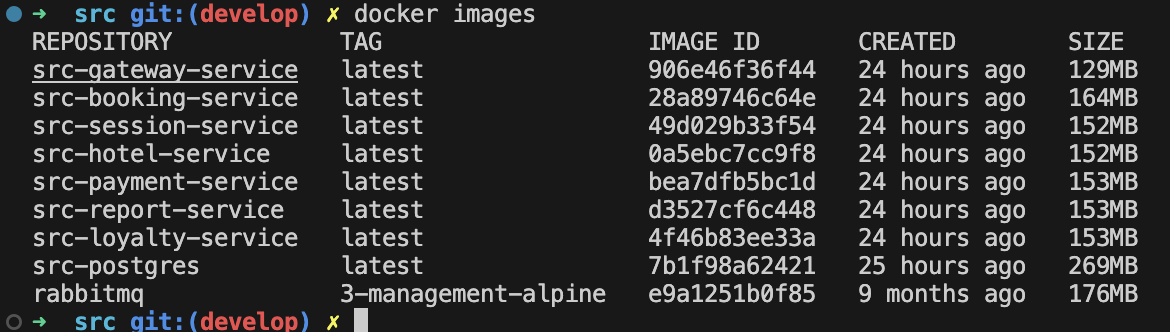 ➜ src git:(develop) ✗ docker images
REPOSITORY TAG IMAGE ID CREATED SIZE
src-gateway-service latest 906e46f36f44 24 hours ago 129MB
src-booking-service latest 28a89746c64e 24 hours ago 164MB
src-session-service latest 49d029b33f54 24 hours ago 152MB
src-hotel-service latest 0a5ebc7cc9f8 24 hours ago 152MB
src-payment-service latest bea7dfb5bc1d 24 hours ago 153MB
src-report-service latest d3527cf6c448 24 hours ago 153MB
src-loyalty-service latest 4f46b83ee33a 24 hours ago 153MB
src-postgres latest 7b1f98a62421 25 hours ago 269MB
rabbitmq 3-management-alpine e9a1251b0f85 9 months ago 176MB
➜ src git:(develop) ✗